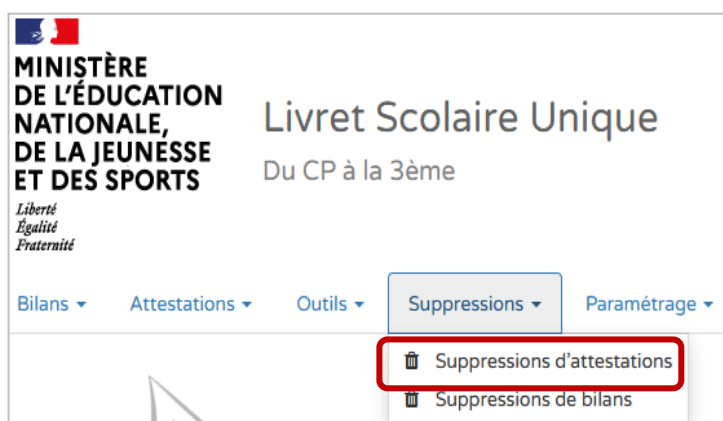 MINISTÈRE
DE L'ÉDUCATION
NATIONALE,
DE LA JEUNESSE
ET DES SPORTS
Liberté
Égalité
Fraternité
Livret Scolaire Unique
Du CP à la 3ème
Bilans Attestations Outils Suppressions Paramétrage
Suppressions d'attestations
Suppressions de bilans